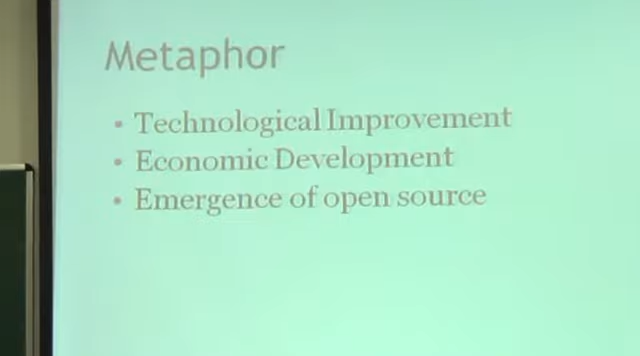 Metaphor
• Technological Improvement
• Economic Development
• Emergence of open source